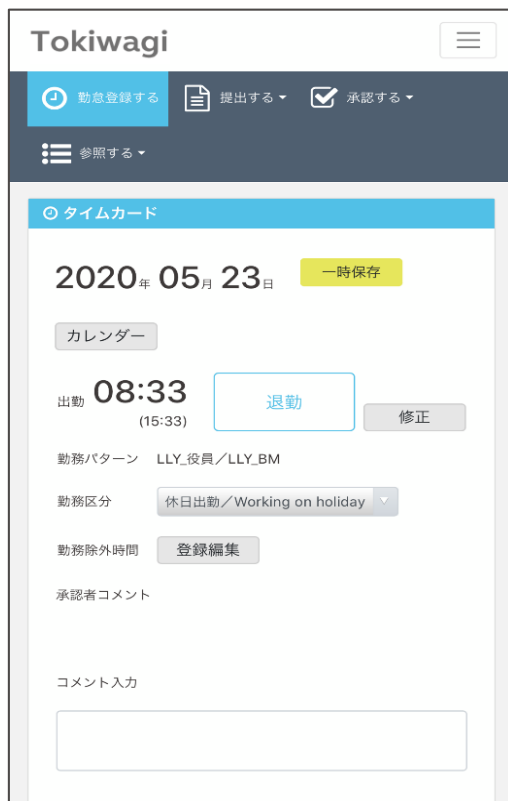 Tokiwagi
勤怠登録する 提出する 承認する
参照する
タイムカード
2020年 05月 23日 一時保存
カレンダー
出勤 08:33 退勤 修正
(15:33)
勤務パターン LLY_役員／LLY_BM
勤務区分 休日出勤／Working on holiday
勤務除外時間 登録編集
承認者コメント
コメント入力